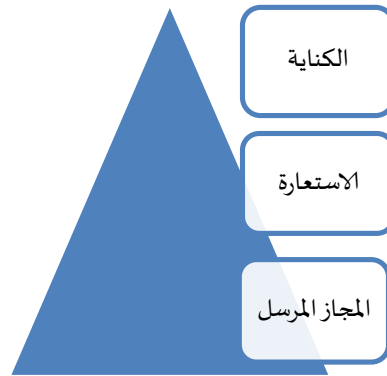 الكناية
الاستعارة
المجاز المرسل